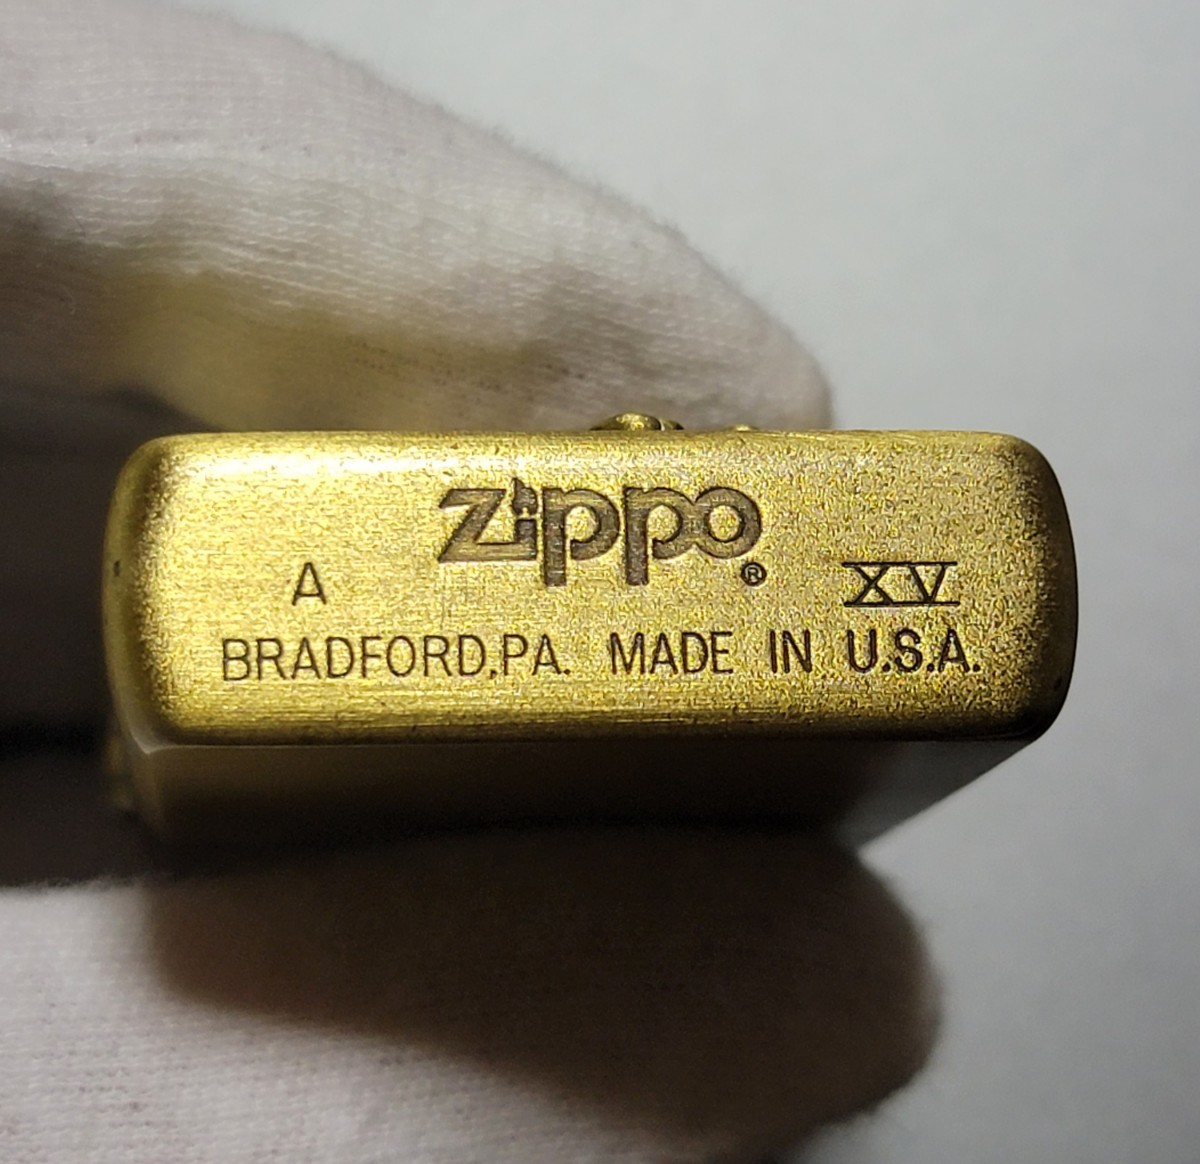 Zippo®
A XV
BRADFORD,PA. MADE IN U.S.A.